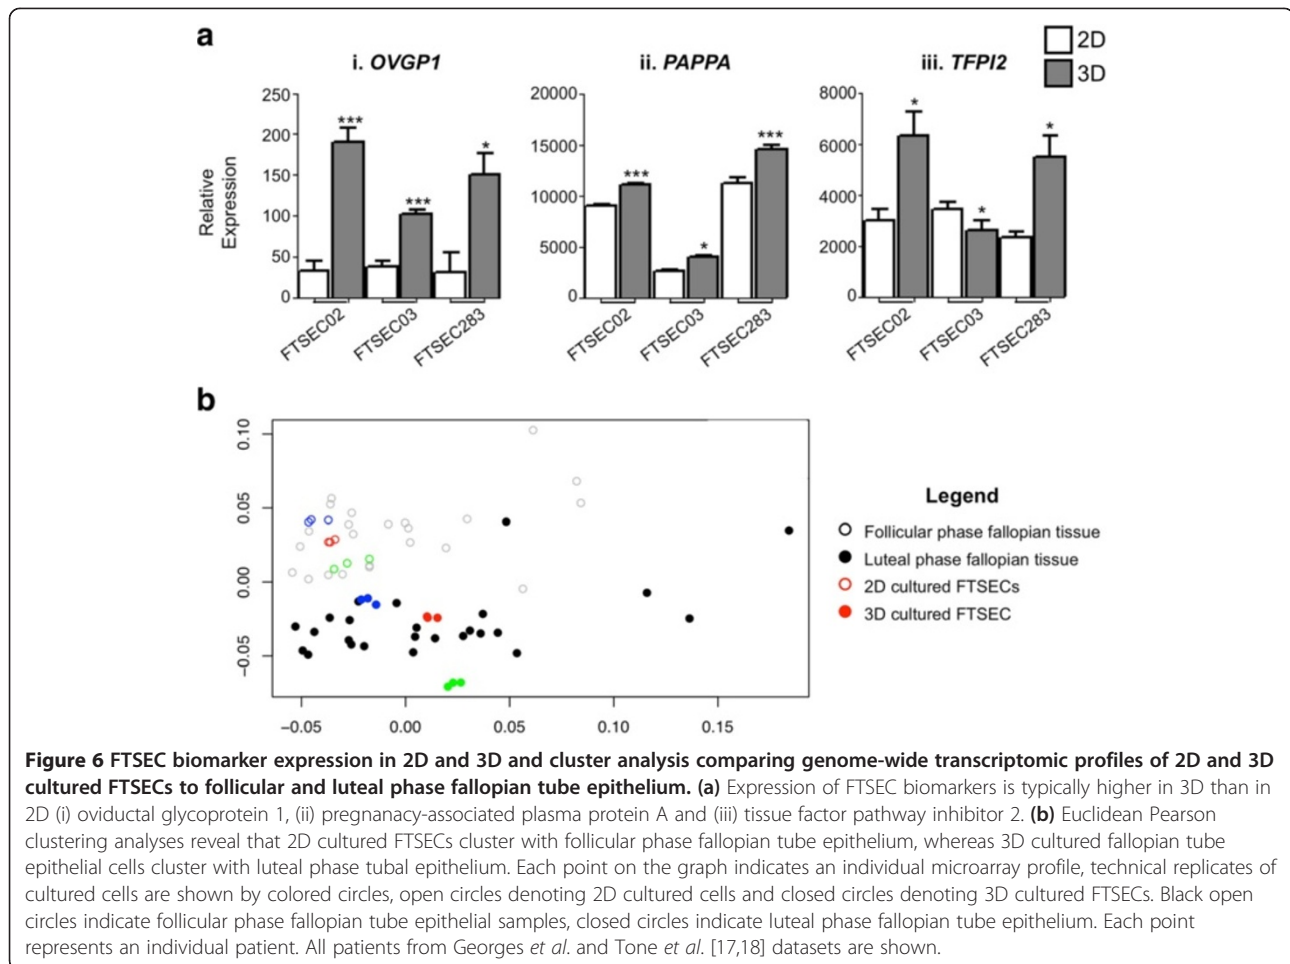 a
i. OVGP1
ii. PAPPA
iii. TFPI2
2D
3D
Relative
Expression
250
200
150
100
50
0
***
***
*
FTSEC02
FTSEC03
FTSEC283
20000
15000
10000
5000
0
***
*
***
FTSEC02
FTSEC03
FTSEC283
8000
6000
4000
2000
0
*
*
*
FTSEC02
FTSEC03
FTSEC283
b
0.10
0.05
0.00
−0.05
−0.05
0.00
0.05
0.10
0.15
Legend
Follicular phase fallopian tissue
Luteal phase fallopian tissue
2D cultured FTSECs
3D cultured FTSEC
Figure 6 FTSEC biomarker expression in 2D and 3D and cluster analysis comparing genome-wide transcriptomic profiles of 2D and 3D
cultured FTSECs to follicular and luteal phase fallopian tube epithelium. (a) Expression of FTSEC biomarkers is typically higher in 3D than in
2D (i) oviductal glycoprotein 1, (ii) pregnancy-associated plasma protein A and (iii) tissue factor pathway inhibitor 2. (b) Euclidean Pearson
clustering analyses reveal that 2D cultured FTSECs cluster with follicular phase fallopian tube epithelium, whereas 3D cultured fallopian tube
epithelial cells cluster with luteal phase tubal epithelium. Each point on the graph indicates an individual microarray profile, technical replicates of
cultured cells are shown by colored circles, open circles denoting 2D cultured cells and closed circles denoting 3D cultured FTSECs. Black open
circles indicate follicular phase fallopian tube epithelial samples, closed circles indicate luteal phase fallopian tube epithelium. Each point
represents an individual patient. All patients from Georges et al. and Tone et al. [17,18] datasets are shown.